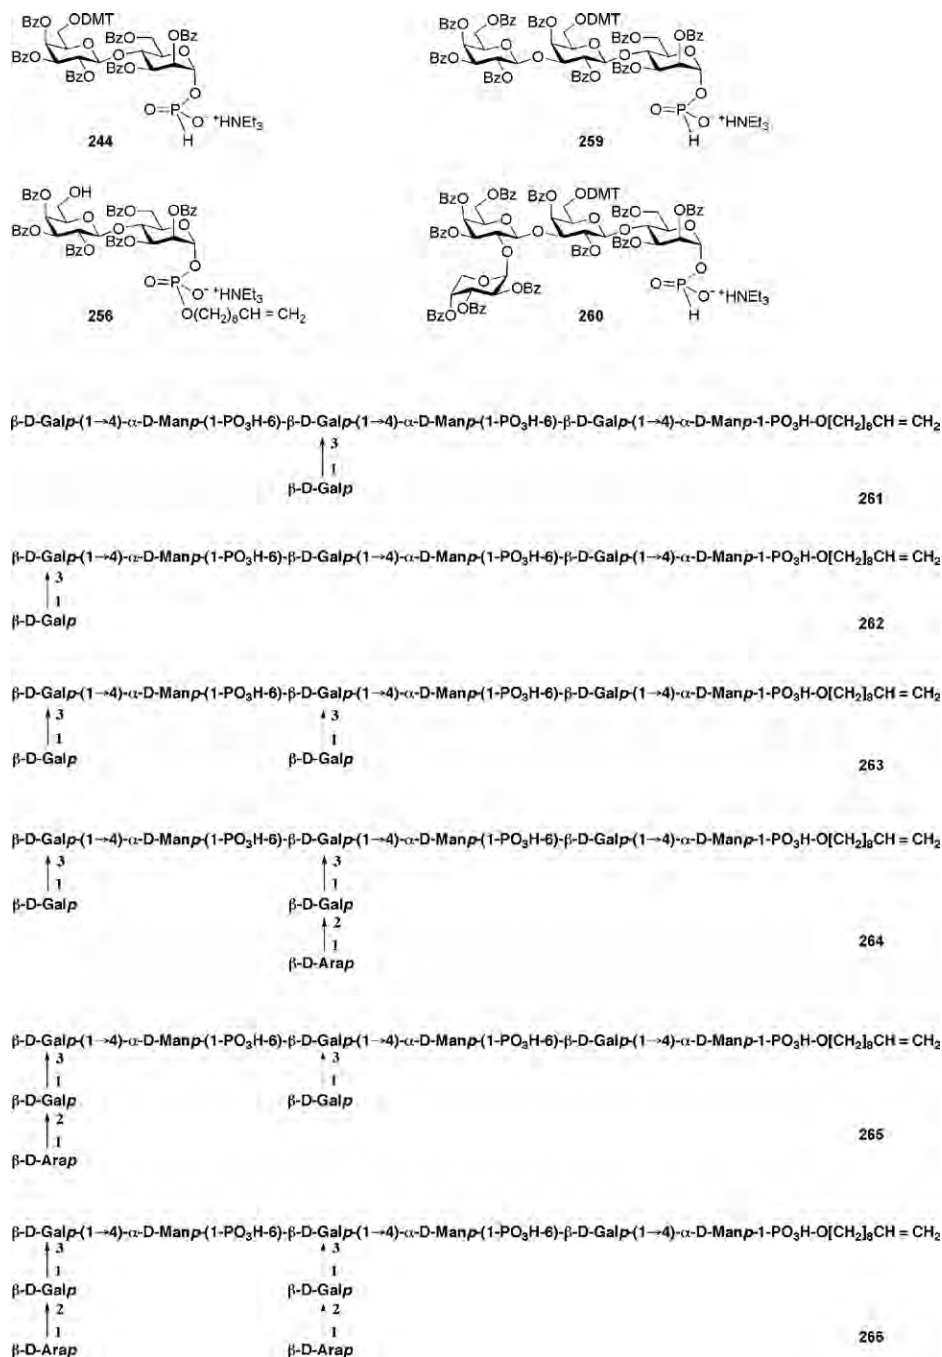 OBz ODMT
BzO BzO OBz
O O O
BzO OBz BzO
O
O=P O⁻ ⁺HNEt₃
H
244
BzO OBz BzO ODMT BzO OBz
O O O O O
BzO OBz OBz BzO
O
O=P O⁻ ⁺HNEt₃
H
259
OBz OH
BzO BzO OBz
O O O
BzO OBz BzO
O
O=P O⁻ ⁺HNEt₃
O(CH₂)₈CH=CH₂
256
BzO OBz BzO ODMT BzO OBz
O O O O O
BzO O OBz BzO
O OBz
OBz
BzO
O
O=P O⁻ ⁺HNEt₃
H
260
β-D-Galp-(1→4)-α-D-Manp-(1-PO₃H-6)-β-D-Galp-(1→4)-α-D-Manp-(1-PO₃H-6)-β-D-Galp-(1→4)-α-D-Manp-1-PO₃H-O[CH₂]₈CH=CH₂
3
1
β-D-Galp
261
β-D-Galp-(1→4)-α-D-Manp-(1-PO₃H-6)-β-D-Galp-(1→4)-α-D-Manp-(1-PO₃H-6)-β-D-Galp-(1→4)-α-D-Manp-1-PO₃H-O[CH₂]₈CH=CH₂
3
1
β-D-Galp
262
β-D-Galp-(1→4)-α-D-Manp-(1-PO₃H-6)-β-D-Galp-(1→4)-α-D-Manp-(1-PO₃H-6)-β-D-Galp-(1→4)-α-D-Manp-1-PO₃H-O[CH₂]₈CH=CH₂
3 3
1 1
β-D-Galp β-D-Galp
263
β-D-Galp-(1→4)-α-D-Manp-(1-PO₃H-6)-β-D-Galp-(1→4)-α-D-Manp-(1-PO₃H-6)-β-D-Galp-(1→4)-α-D-Manp-1-PO₃H-O[CH₂]₈CH=CH₂
3 3
1 1
β-D-Galp β-D-Galp
2
1
β-D-Arap
264
β-D-Galp-(1→4)-α-D-Manp-(1-PO₃H-6)-β-D-Galp-(1→4)-α-D-Manp-(1-PO₃H-6)-β-D-Galp-(1→4)-α-D-Manp-1-PO₃H-O[CH₂]₈CH=CH₂
3 3
1 1
β-D-Galp β-D-Galp
2
1
β-D-Arap
265
β-D-Galp-(1→4)-α-D-Manp-(1-PO₃H-6)-β-D-Galp-(1→4)-α-D-Manp-(1-PO₃H-6)-β-D-Galp-(1→4)-α-D-Manp-1-PO₃H-O[CH₂]₈CH=CH₂
3 3
1 1
β-D-Galp β-D-Galp
2 2
1 1
β-D-Arap β-D-Arap
266